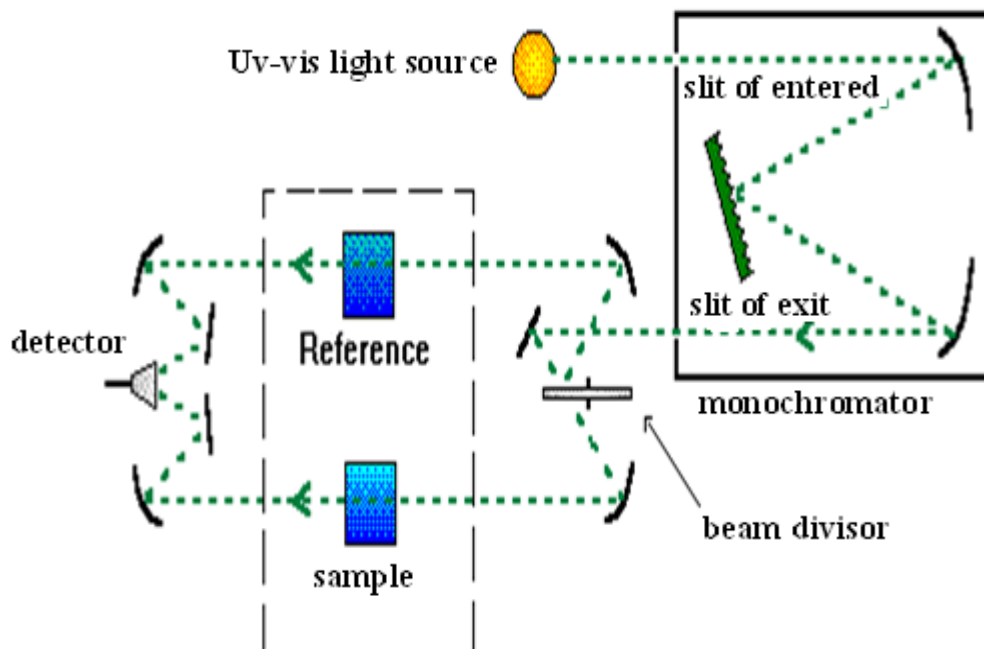 Uv-vis light source
slit of entered
slit of exit
detector
Reference
monochromator
beam divisor
sample